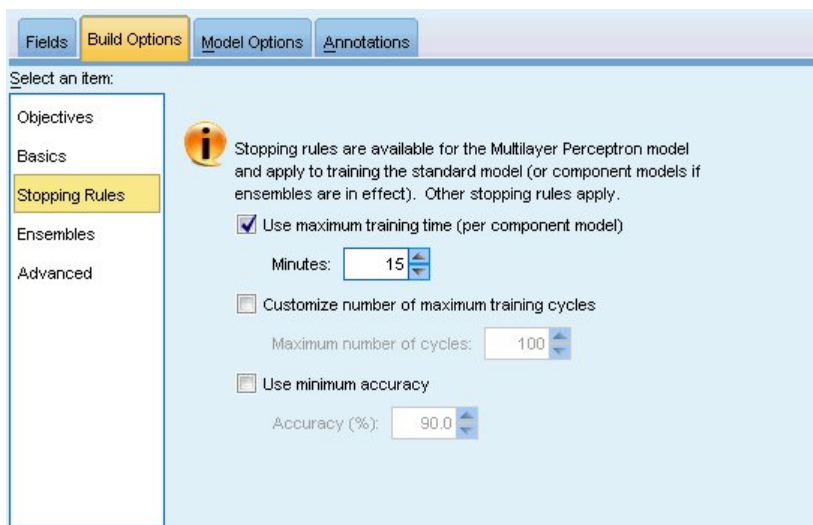 Fields
Build Options
Model Options
Annotations
Select an item:
Objectives
Basics
Stopping Rules
Ensembles
Advanced
Stopping rules are available for the Multilayer Perceptron model
and apply to training the standard model (or component models if
ensembles are in effect). Other stopping rules apply.
Use maximum training time (per component model)
Minutes: 15
Customize number of maximum training cycles
Maximum number of cycles: 100
Use minimum accuracy
Accuracy (%): 90.0